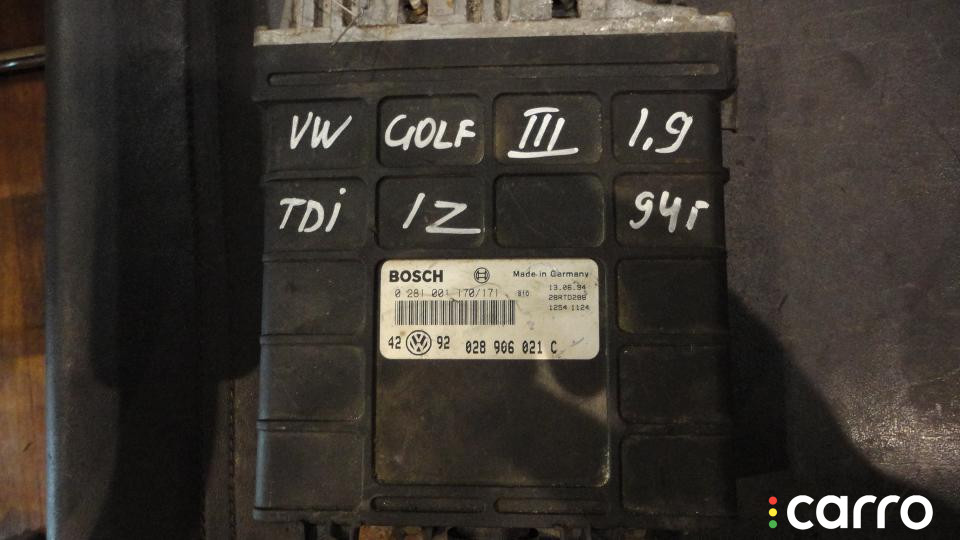 VW GOLF III 1,9
TDi 1Z 94г
BOSCH Made in Germany
0 281 001 170/171 810 13.06.94
28RTD288
1254 1124
42 92 028 906 021 C
carro